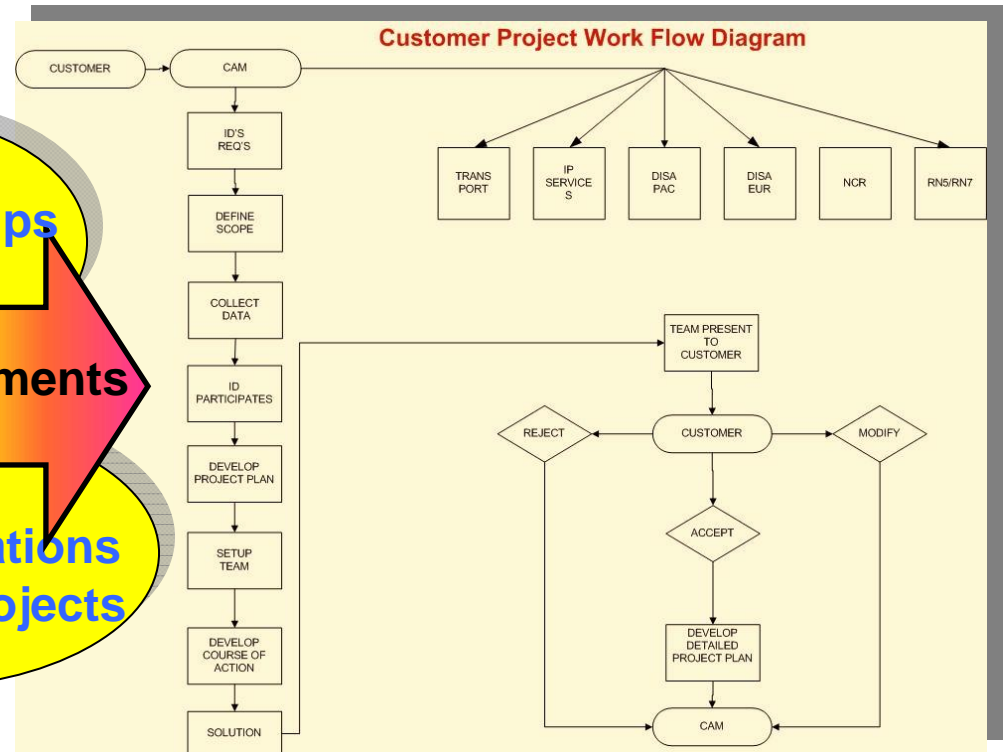 Customer Project Work Flow Diagram
CUSTOMER
CAM
ID'S
REQ'S
DEFINE
SCOPE
COLLECT
DATA
ID
PARTICIPATES
DEVELOP
PROJECT PLAN
SETUP
TEAM
DEVELOP
COURSE OF
ACTION
SOLUTION
TRANS
PORT
IP
SERVICE
S
DISA
PAC
DISA
EUR
NCR
RN5/RN7
TEAM PRESENT
TO
CUSTOMER
REJECT
CUSTOMER
MODIFY
ACCEPT
DEVELOP
DETAILED
PROJECT PLAN
CAM
ps
ments
ations
ojects